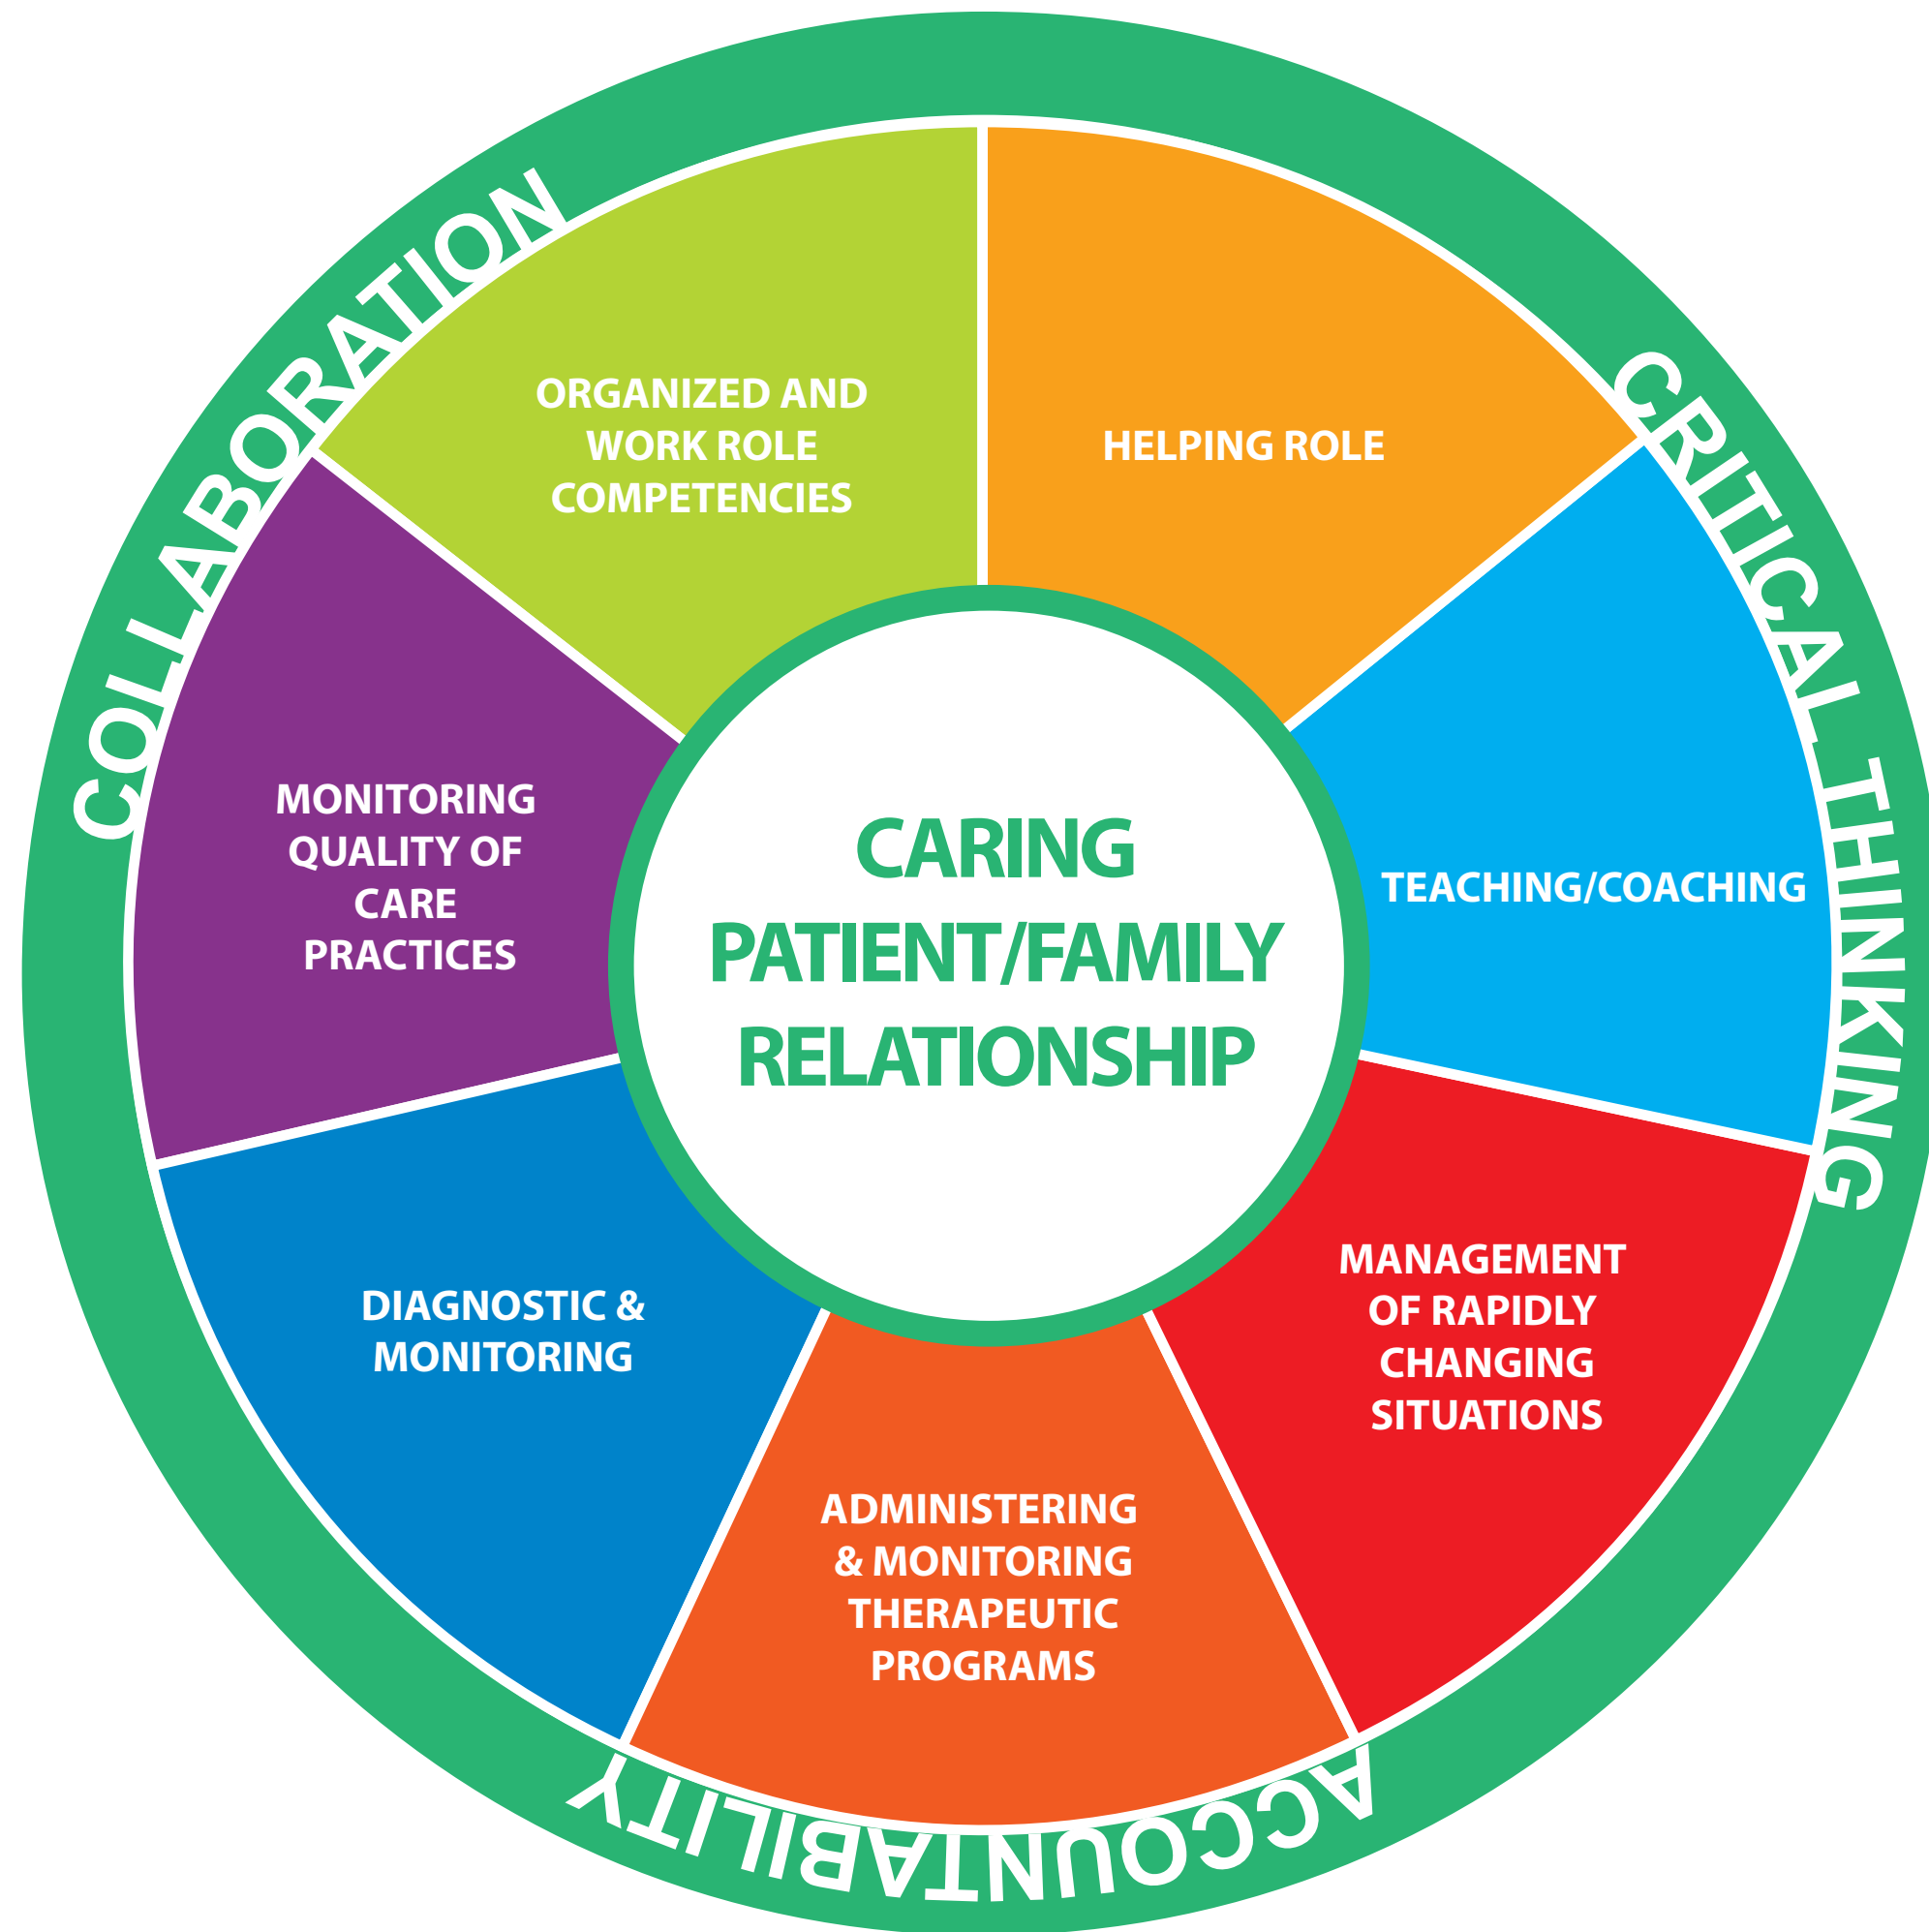 COLLABORATION
CRITICAL THINKING
ACCOUNTABILITY
ORGANIZED AND
WORK ROLE
COMPETENCIES
HELPING ROLE
TEACHING/COACHING
MANAGEMENT
OF RAPIDLY
CHANGING
SITUATIONS
ADMINISTERING
& MONITORING
THERAPEUTIC
PROGRAMS
DIAGNOSTIC &
MONITORING
MONITORING
QUALITY OF
CARE
PRACTICES
CARING
PATIENT/FAMILY
RELATIONSHIP